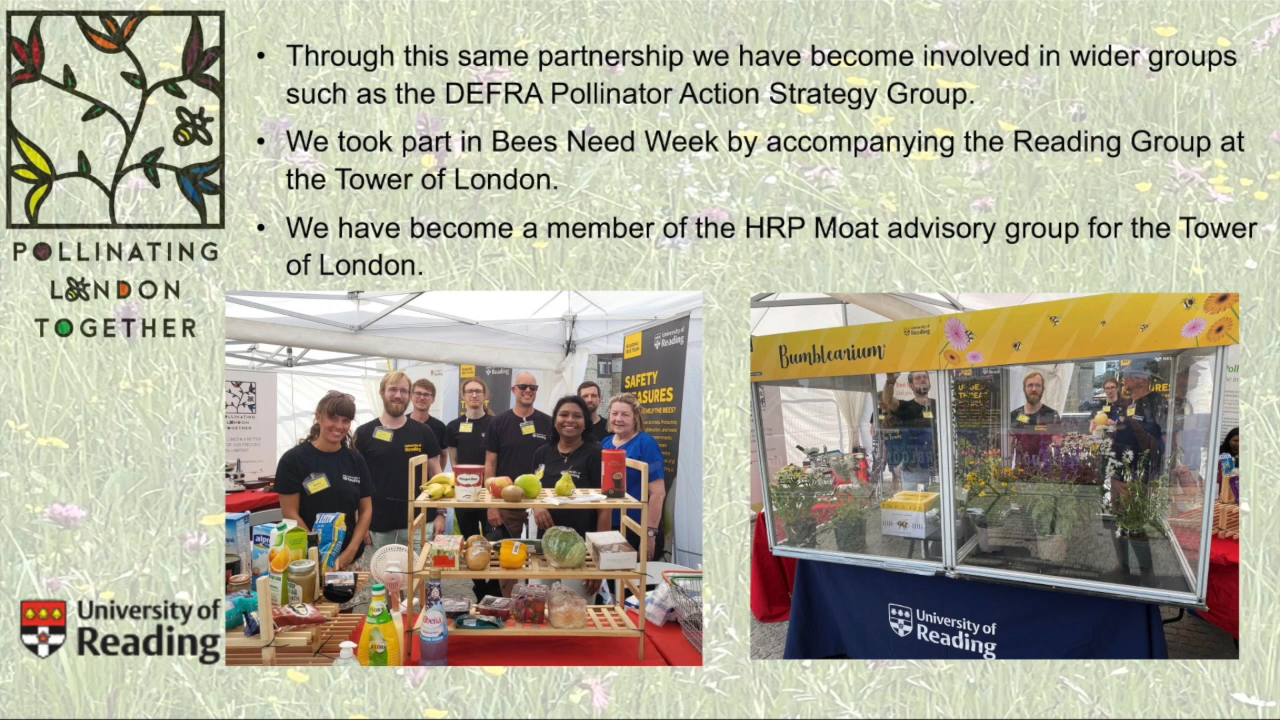 • Through this same partnership we have become involved in wider groups
such as the DEFRA Pollinator Action Strategy Group.
• We took part in Bees Need Week by accompanying the Reading Group at
the Tower of London.
• We have become a member of the HRP Moat advisory group for the Tower
of London.
POLLINATING
LONDON
TOGETHER
University of
Reading
University of
Reading
SAFETY
Bumblearium
University of
Reading